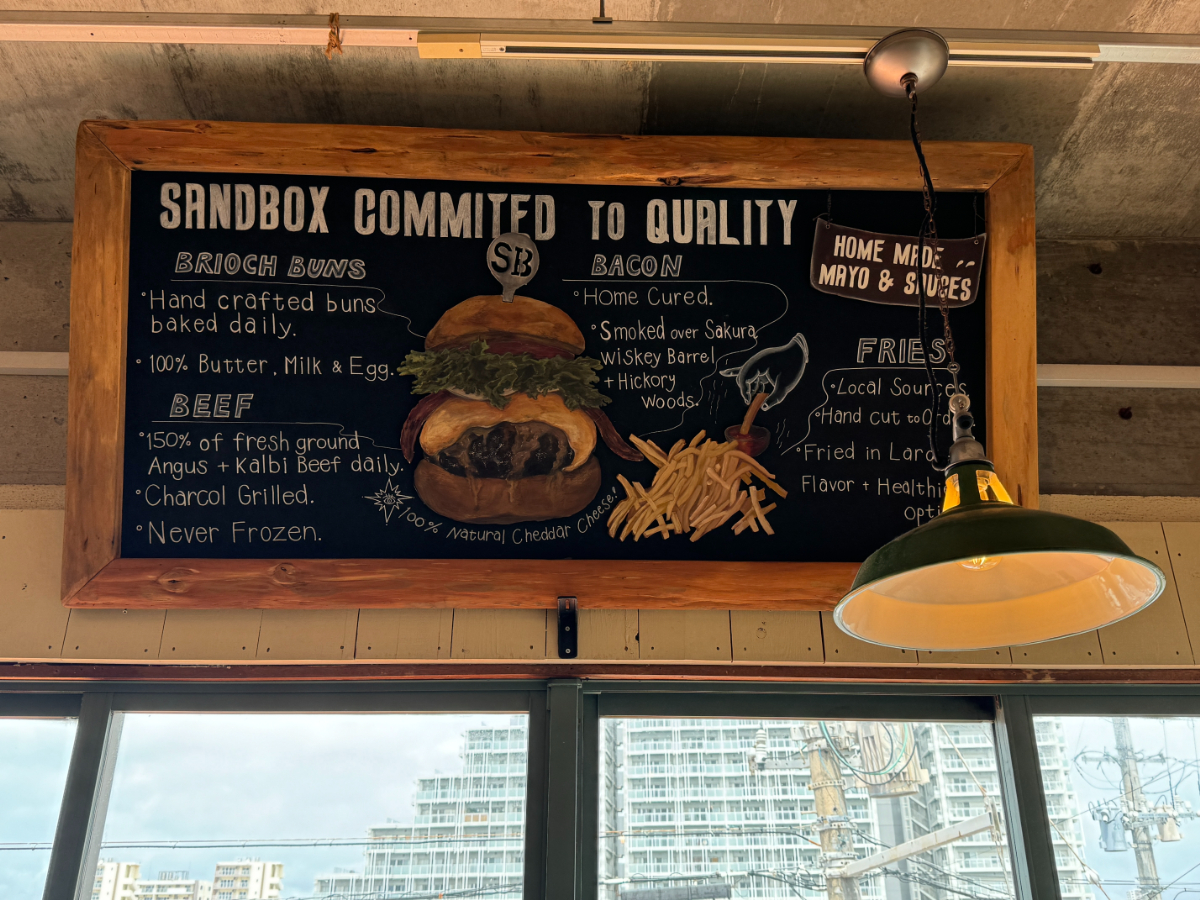 SANDBOX COMMITED TO QUALITY
BRIOCH BUNS
•Hand crafted buns
baked daily.
•100% Butter, Milk & Egg.
BEEF
•150% of fresh ground
Angus + Kalbi Beef daily.
•Charcol Grilled.
•Never Frozen.
SB
100% Natural Cheddar Cheese!
BACON
•Home Cured.
•Smoked over Sakura,
Wiskey Barrel
+ Hickory
Woods.
HOME MADE
MAYO & SAUCES
FRIES
•Local Sources
•Hand cut to
•Fried in Lard
Flavor +